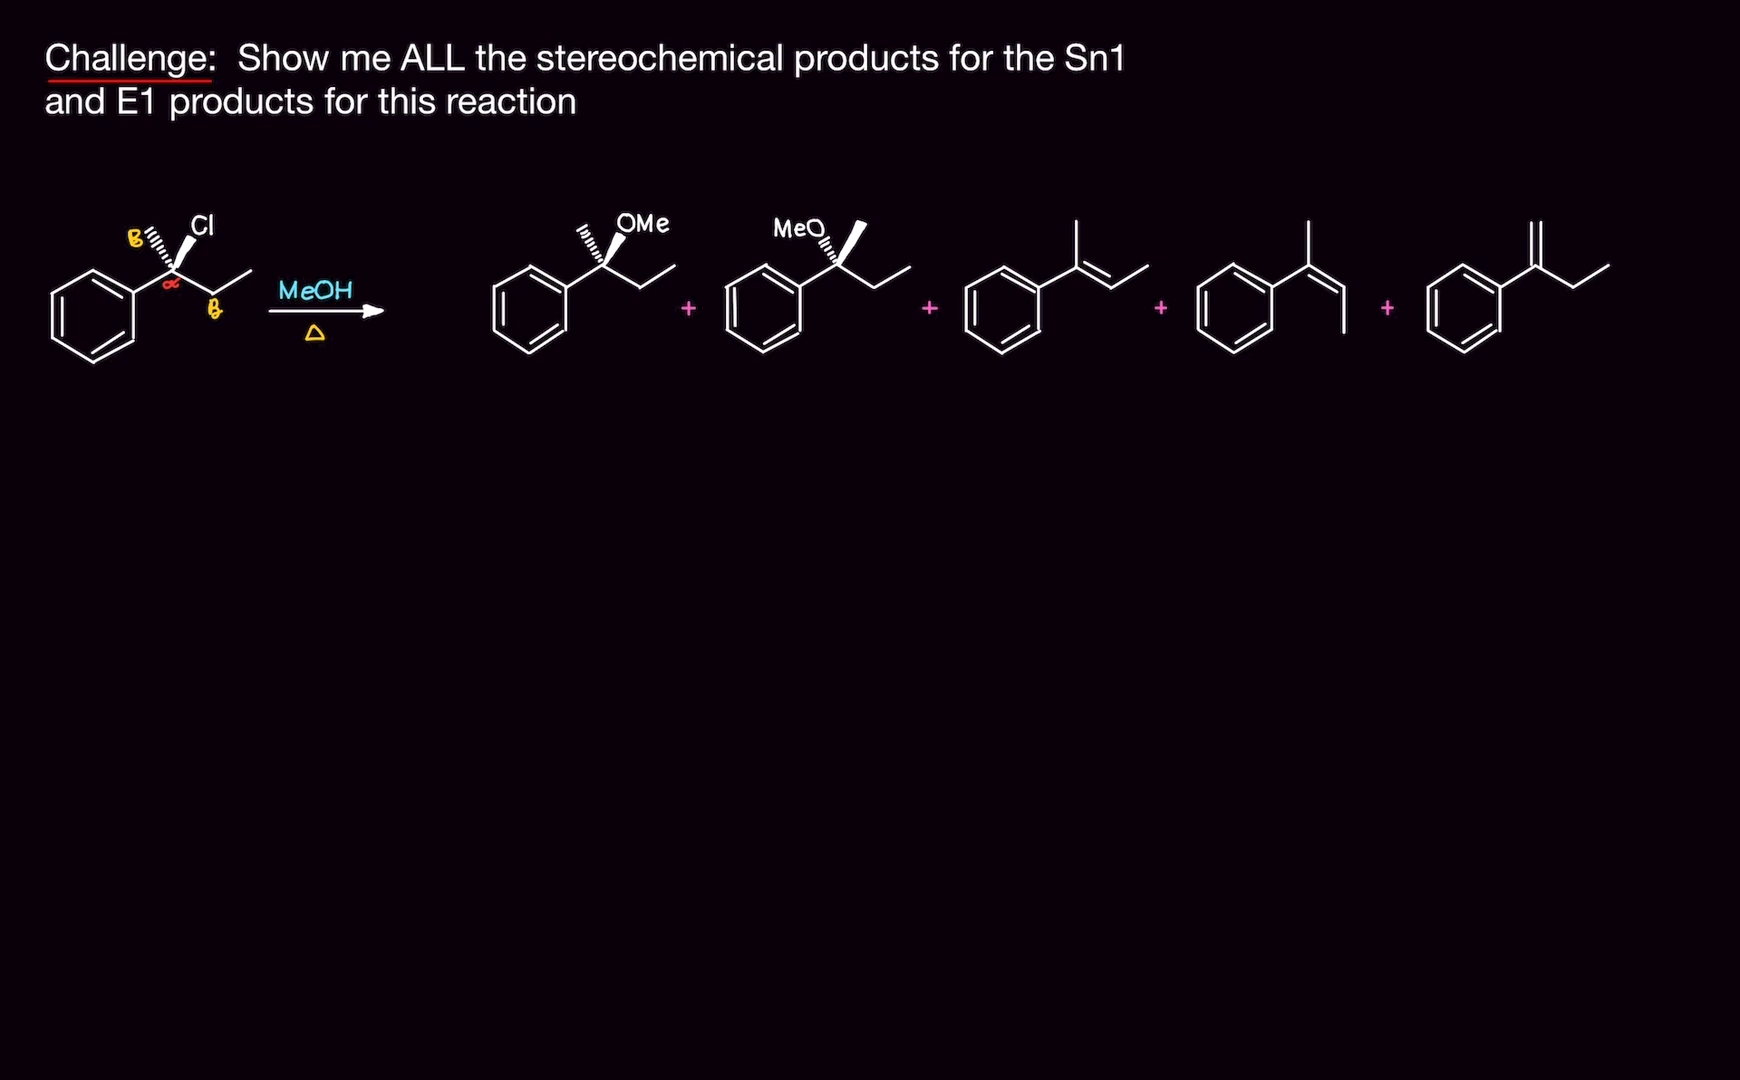 Challenge: Show me ALL the stereochemical products for the Sn1
and E1 products for this reaction
B Cl
α
B
MeOH
Δ
OMe
+
MeO
+
+
+